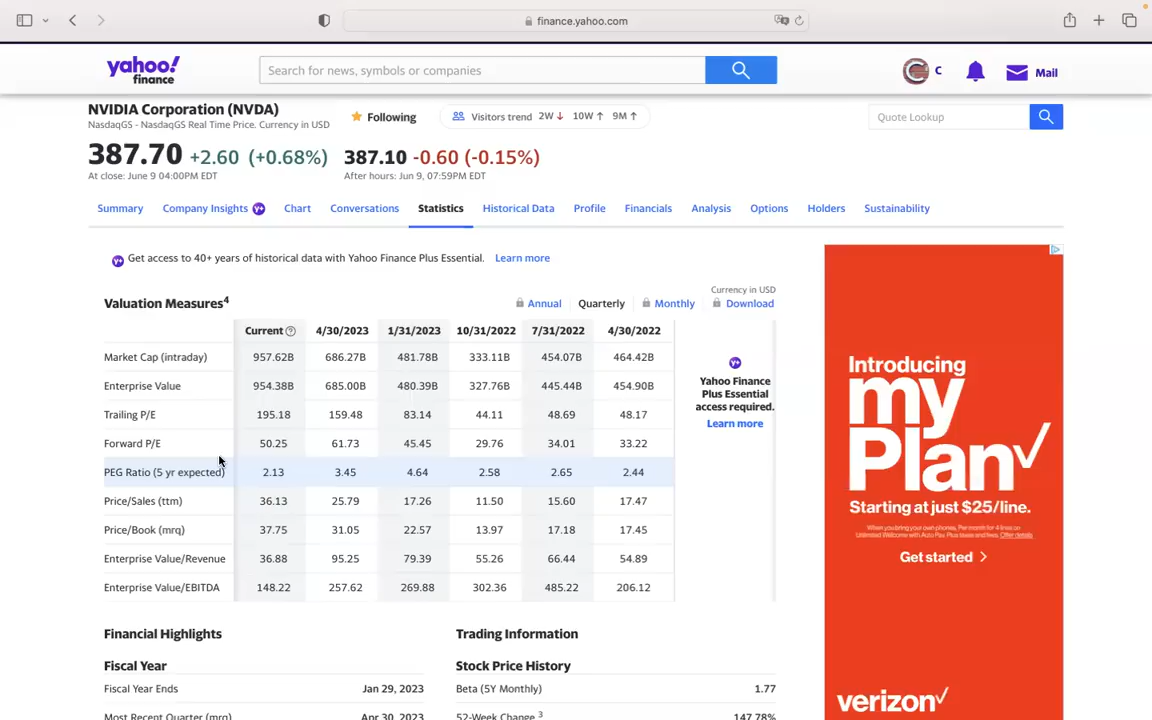 finance.yahoo.com
yahoo!
finance
Search for news, symbols or companies
C
Mail
NVIDIA Corporation (NVDA)
NasdaqGS - NasdaqGS Real Time Price. Currency in USD
Following
Visitors trend 2W↓ 10W↑ 9M↑
Quote Lookup
387.70 +2.60 (+0.68%)
At close: June 9 04:00PM EDT
387.10 -0.60 (-0.15%)
After hours: Jun 9, 07:59PM EDT
Summary Company Insights Y+ Chart Conversations Statistics Historical Data Profile Financials Analysis Options Holders Sustainability
Y+ Get access to 40+ years of historical data with Yahoo Finance Plus Essential. Learn more
Currency in USD
Valuation Measures4 Annual Quarterly Monthly Download
Current 4/30/2023 1/31/2023 10/31/2022 7/31/2022 4/30/2022
Market Cap (intraday) 957.62B 686.27B 481.78B 333.11B 454.07B 464.42B
Enterprise Value 954.38B 685.00B 480.39B 327.76B 445.44B 454.90B
Trailing P/E 195.18 159.48 83.14 44.11 48.69 48.17
Forward P/E 50.25 61.73 45.45 29.76 34.01 33.22
PEG Ratio (5 yr expected) 2.13 3.45 4.64 2.58 2.65 2.44
Price/Sales (ttm) 36.13 25.79 17.26 11.50 15.60 17.47
Price/Book (mrq) 37.75 31.05 22.57 13.97 17.18 17.45
Enterprise Value/Revenue 36.88 95.25 79.39 55.26 66.44 54.89
Enterprise Value/EBITDA 148.22 257.62 269.88 302.36 485.22 206.12
Y+
Yahoo Finance
Plus Essential
access required.
Learn more
Financial Highlights
Fiscal Year
Fiscal Year Ends Jan 29, 2023
Most Recent Quarter (mrq) Apr 30, 2023
Trading Information
Stock Price History
Beta (5Y Monthly) 1.77
52-Week Change 3 147.78%
Introducing
my
Plan
Starting at just $25/line.
Get started >
verizon✓